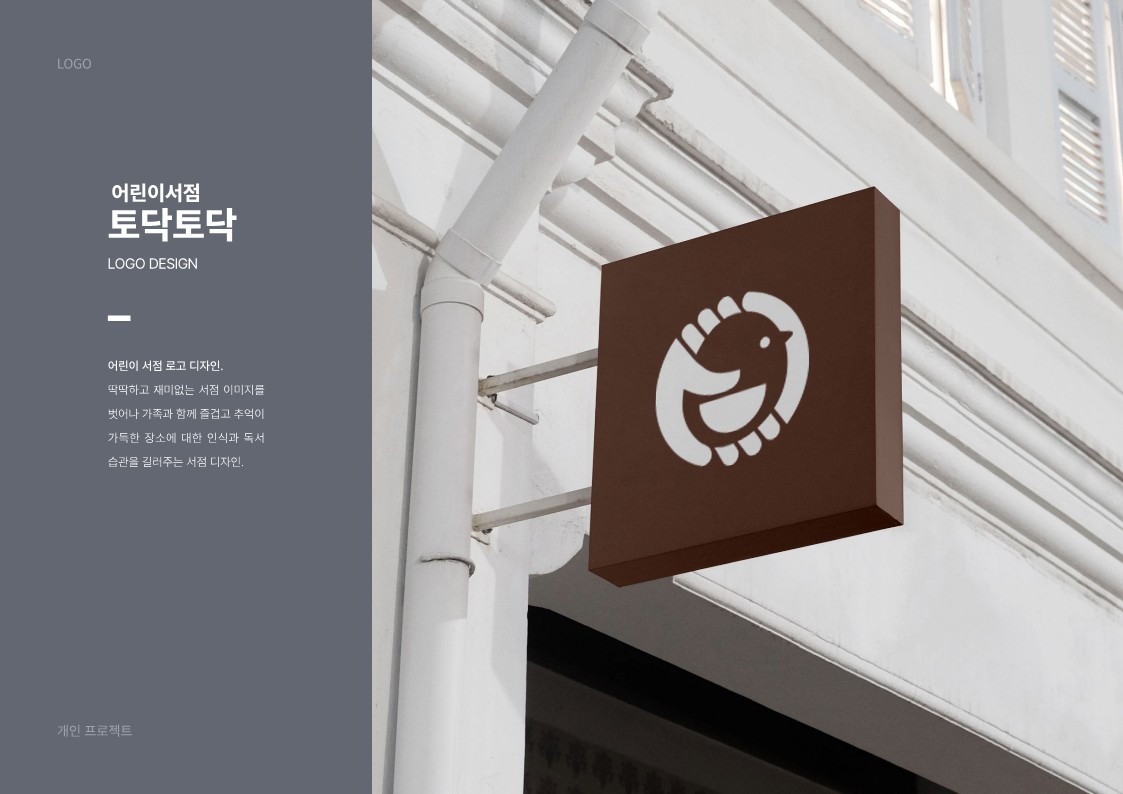 LOGO
어린이서점
토닥토닥
LOGO DESIGN
어린이 서점 로고 디자인.
딱딱하고 재미없는 서점 이미지를
벗어나 가족과 함께 즐겁고 추억이
가득한 장소에 대한 인식과 독서
습관을 길러주는 서점 디자인.
개인 프로젝트